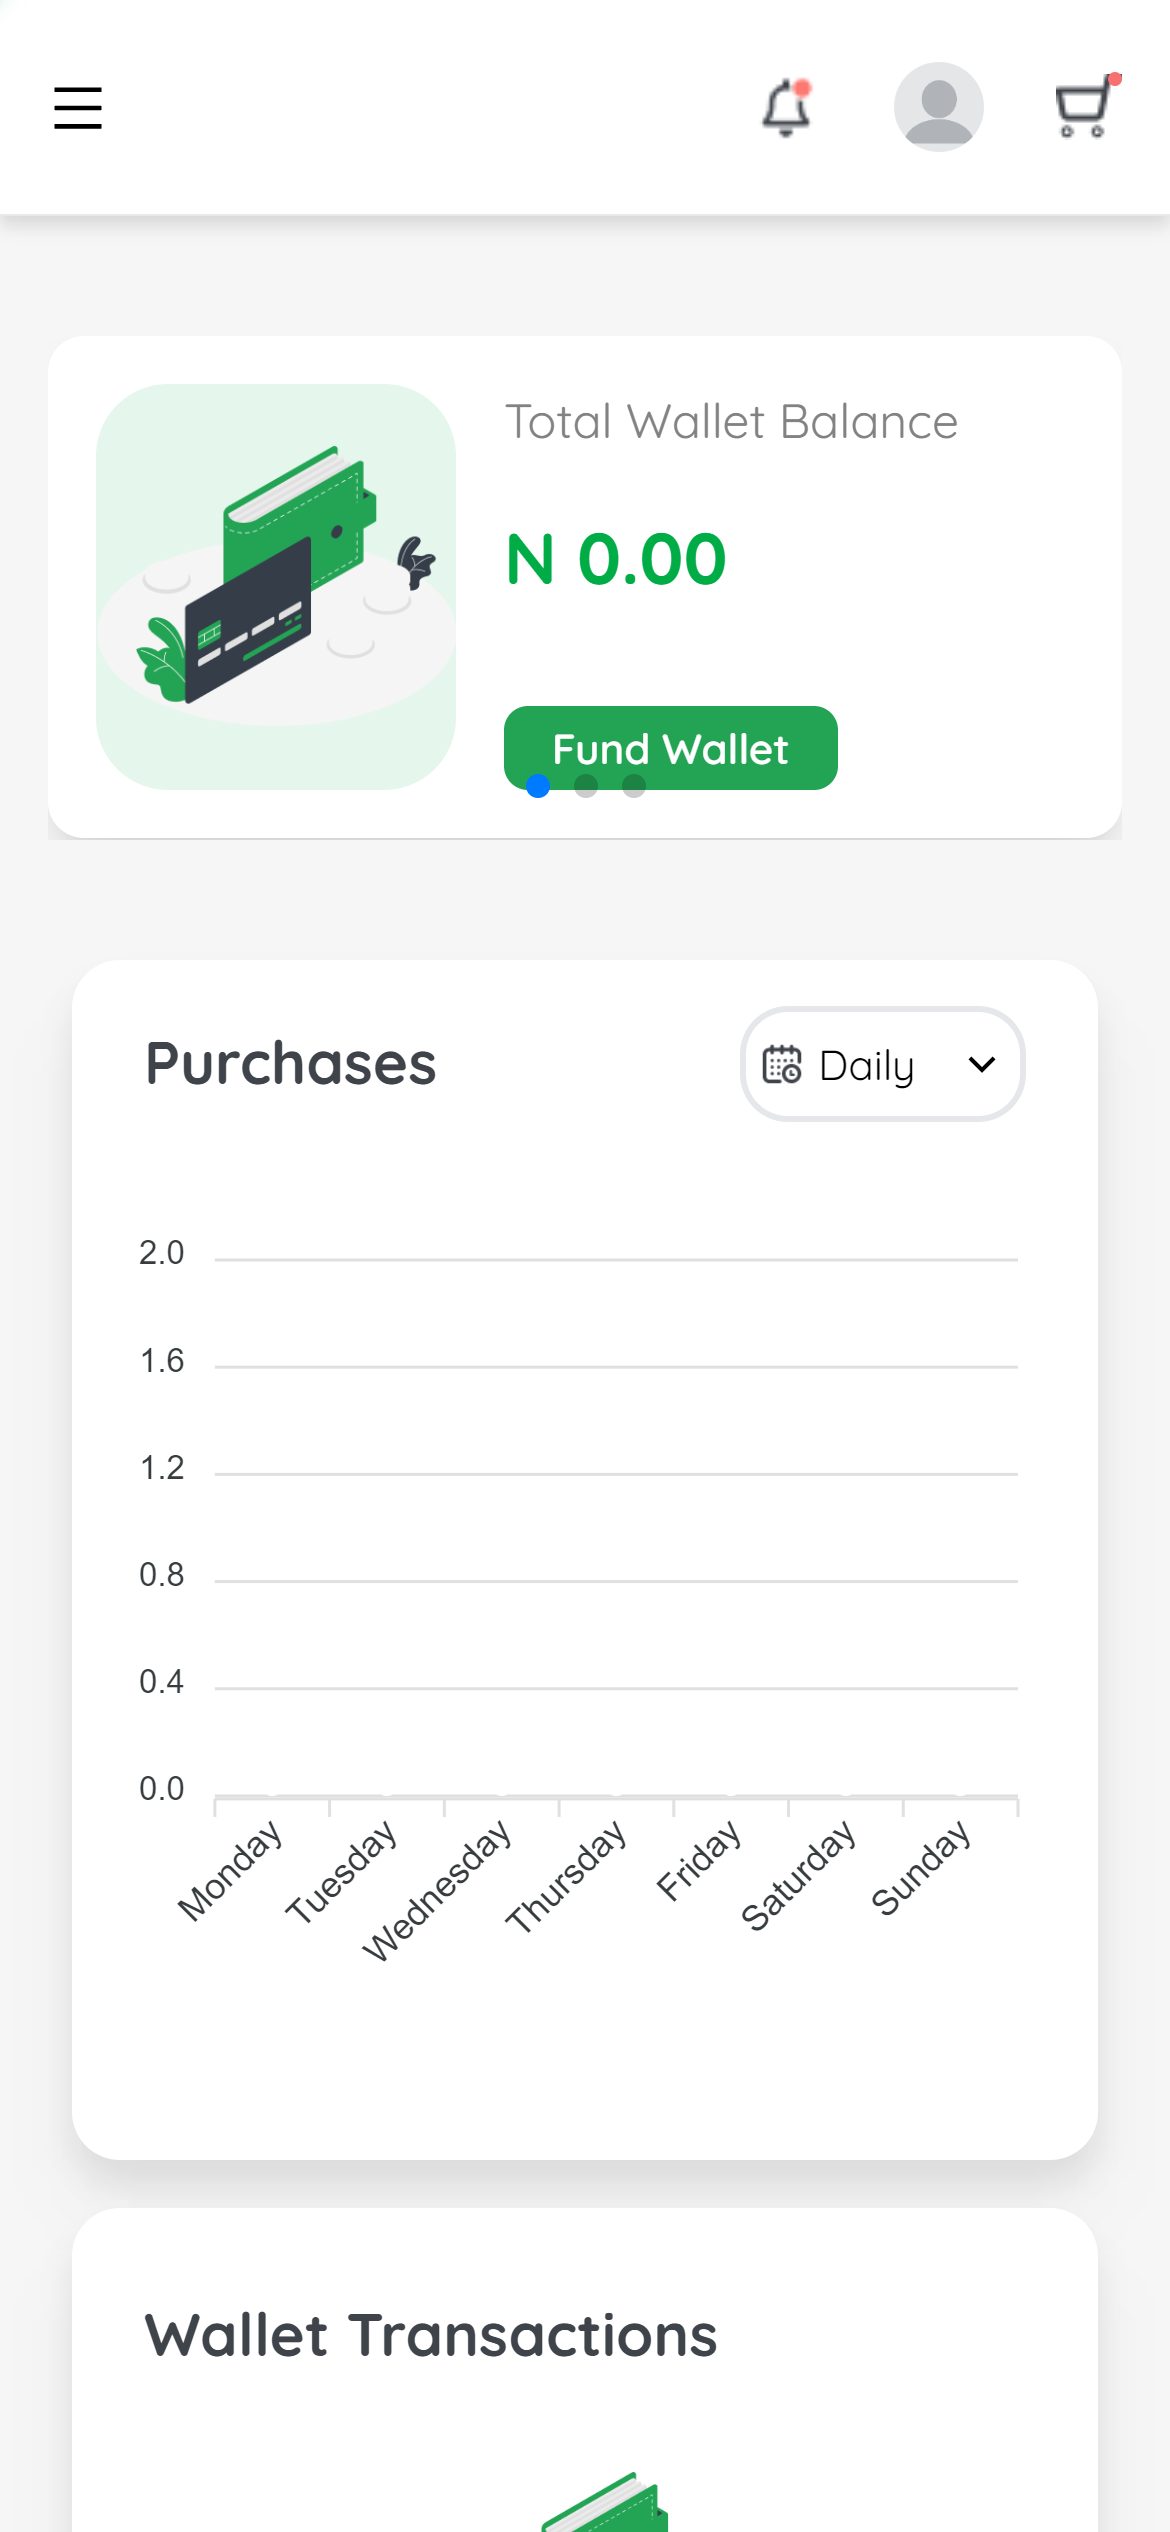 Total Wallet Balance
N 0.00
Fund Wallet
Purchases
Daily
2.0
1.6
1.2
0.8
0.4
0.0
Monday
Tuesday
Wednesday
Thursday
Friday
Saturday
Sunday
Wallet Transactions